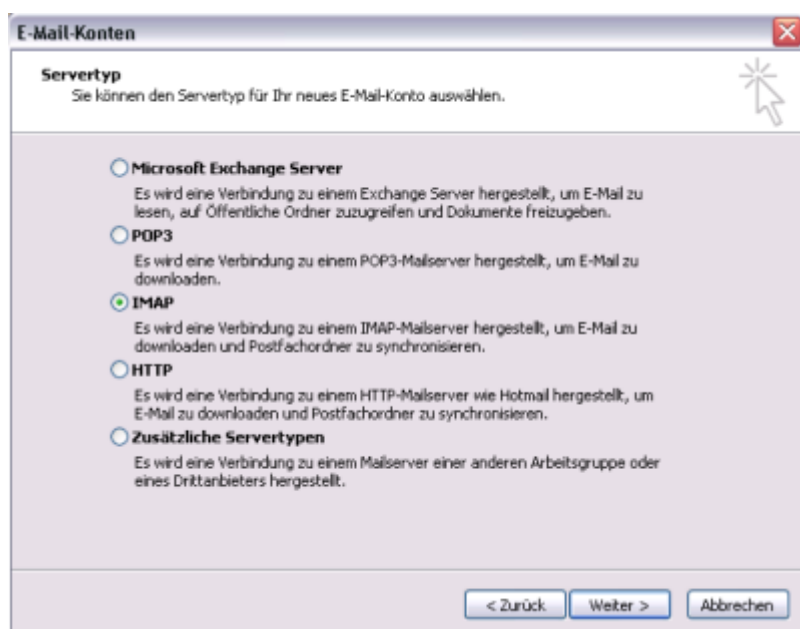 E-Mail-Konten
Servertyp
Sie können den Servertyp für Ihr neues E-Mail-Konto auswählen.
Microsoft Exchange Server
Es wird eine Verbindung zu einem Exchange Server hergestellt, um E-Mail zu
lesen, auf Öffentliche Ordner zuzugreifen und Dokumente freizugeben.
POP3
Es wird eine Verbindung zu einem POP3-Mailserver hergestellt, um E-Mail zu
downloaden.
IMAP
Es wird eine Verbindung zu einem IMAP-Mailserver hergestellt, um E-Mail zu
downloaden und Postfachordner zu synchronisieren.
HTTP
Es wird eine Verbindung zu einem HTTP-Mailserver wie Hotmail hergestellt, um
E-Mail zu downloaden und Postfachordner zu synchronisieren.
Zusätzliche Servertypen
Es wird eine Verbindung zu einem Mailserver einer anderen Arbeitsgruppe oder
eines Drittanbieters hergestellt.
< Zurück Weiter > Abbrechen